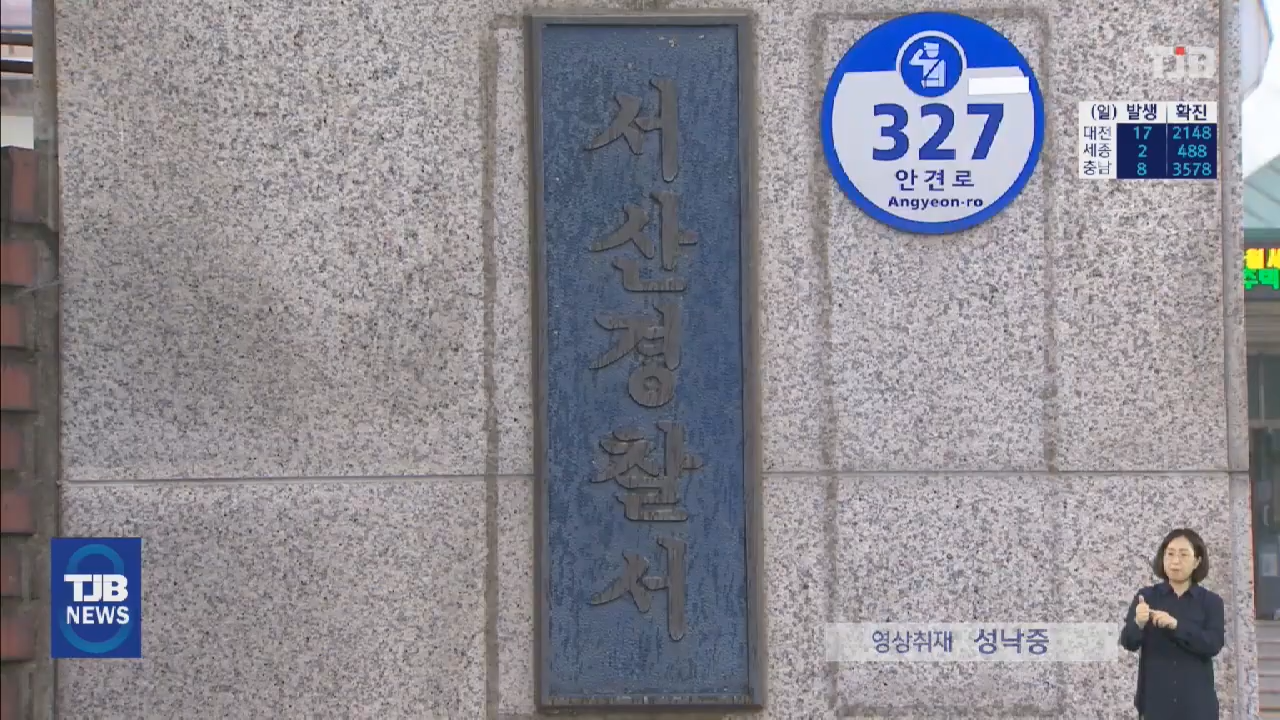 서산경찰서
327
안견로
Angyeon-ro
TJB
(일) 발생 확진
대전 17 2148
세종 2 488
충남 8 3578
TJB
NEWS
영상취재 성낙중